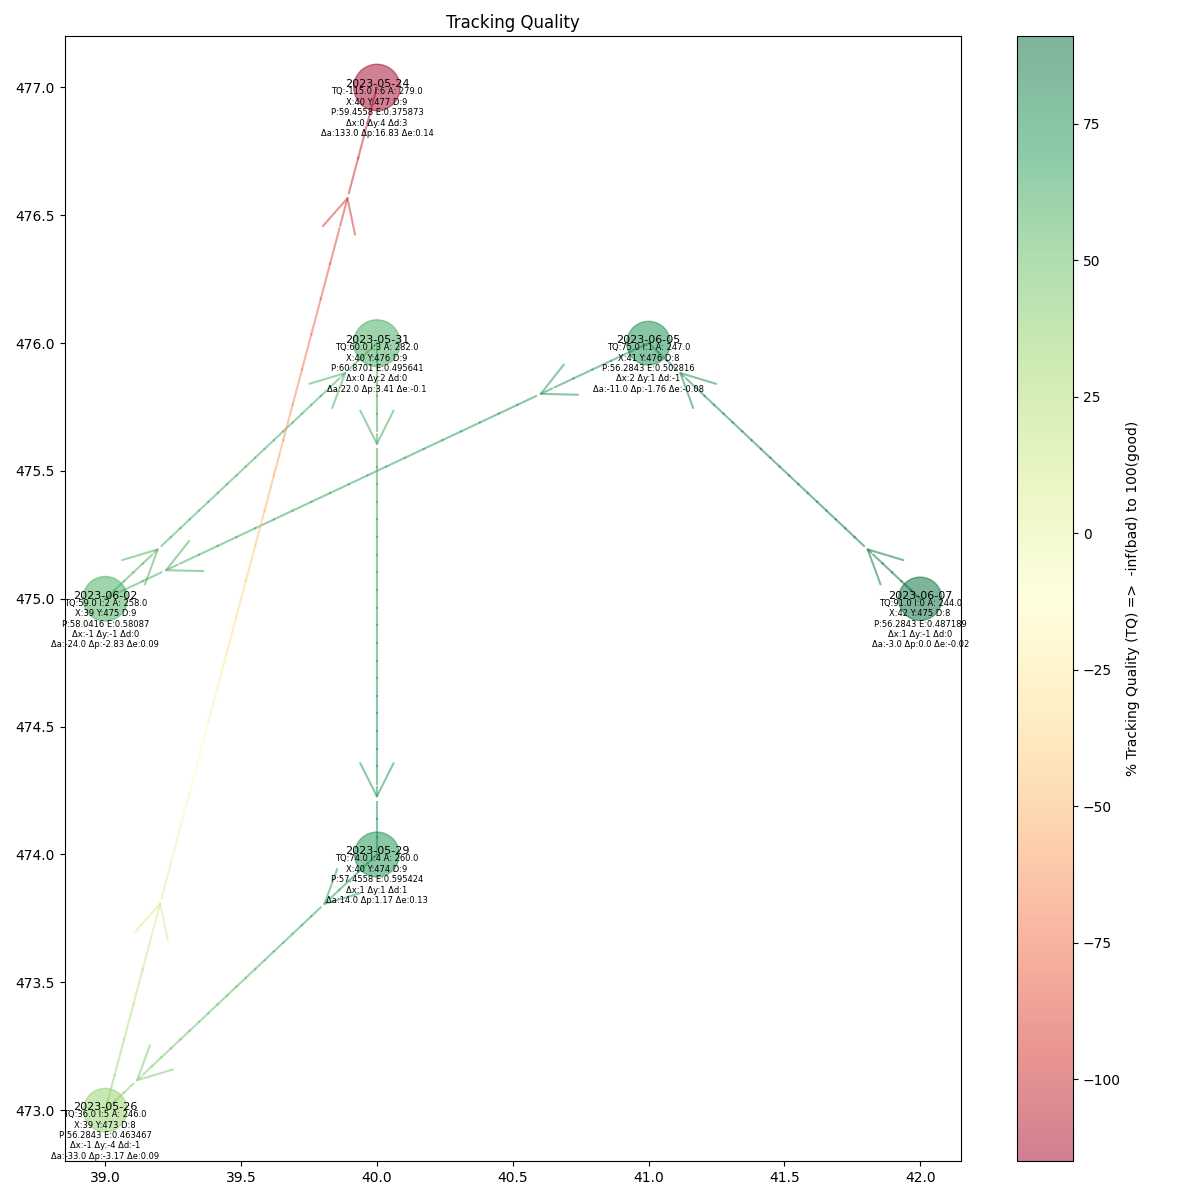 Tracking Quality
2023-05-24
TQ:-115.0 I:6 A: 279.0
X:40 Y:477 D:9
P:59.4558 E:0.375873
Δx:0 Δy:4 Δd:3
Δa:133.0 Δp:16.83 Δe:0.14
2023-05-31
TQ:60.0 I:3 A: 282.0
X:40 Y:476 D:9
P:60.8701 E:0.495641
Δx:0 Δy:2 Δd:0
Δa:22.0 Δp:3.41 Δe:-0.1
2023-06-05
TQ:75.0 I:1 A: 247.0
X:41 Y:476 D:8
P:56.2843 E:0.502816
Δx:2 Δy:1 Δd:-1
Δa:-11.0 Δp:-1.76 Δe:-0.08
2023-06-02
TQ:59.0 I:2 A: 258.0
X:39 Y:475 D:9
P:58.0416 E:0.58087
Δx:-1 Δy:-1 Δd:0
Δa:-24.0 Δp:-2.83 Δe:0.09
2023-06-07
TQ:91.0 I:0 A: 244.0
X:42 Y:475 D:8
P:56.2843 E:0.487189
Δx:1 Δy:-1 Δd:0
Δa:-3.0 Δp:0.0 Δe:-0.02
2023-05-29
TQ:74.0 I:4 A: 260.0
X:40 Y:474 D:9
P:57.4558 E:0.595424
Δx:1 Δy:1 Δd:1
Δa:14.0 Δp:1.17 Δe:0.13
2023-05-26
TQ:36.0 I:5 A: 246.0
X:39 Y:473 D:8
P:56.2843 E:0.463467
Δx:-1 Δy:-4 Δd:-1
Δa:-33.0 Δp:-3.17 Δe:0.09
477.0
476.5
476.0
475.5
475.0
474.5
474.0
473.5
473.0
39.0
39.5
40.0
40.5
41.0
41.5
42.0
75
50
25
0
−25
−50
−75
−100
% Tracking Quality (TQ) => -inf(bad) to 100(good)